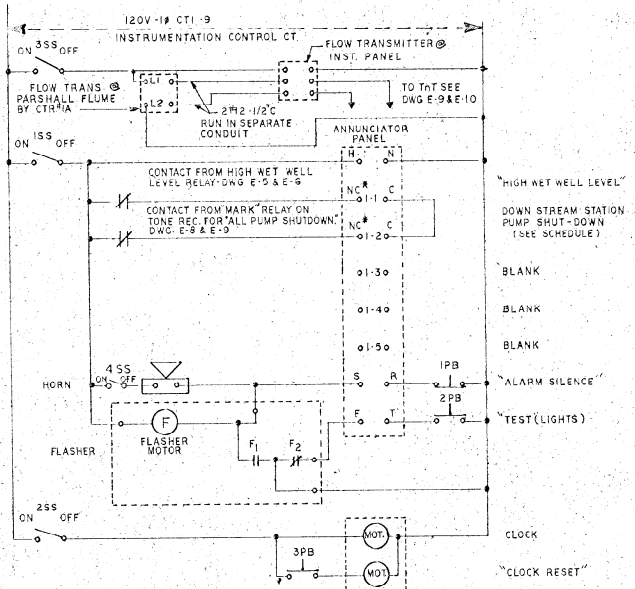 120V-1Ø CT1-9
INSTRUMENTATION CONTROL CT.
3SS
ON OFF
FLOW TRANSMITTER @
INST. PANEL
FLOW TRANS @
PARSHALL FLUME
BY CTR#1A
L1
L2
2#12-1/2"C
RUN IN SEPARATE
CONDUIT
TO TnT SEE
DWG E-9 & E-10
1SS
ON OFF
ANNUNCIATOR
PANEL
H N
CONTACT FROM HIGH WET WELL
LEVEL RELAY-DWG E-5 & E-6
"HIGH WET WELL LEVEL"
NC* C
1-1
CONTACT FROM "MARK" RELAY ON
TONE REC. FOR "ALL PUMP SHUTDOWN."
DWG. E-8 & E-9
DOWN STREAM STATION
PUMP SHUT-DOWN
(SEE SCHEDULE)
NC* C
1-2
1-3 BLANK
1-4 BLANK
1-5 BLANK
4SS
ON OFF
HORN
S R
1PB
"ALARM SILENCE"
2PB
F
FLASHER
MOTOR
F T
"TEST (LIGHTS)
FLASHER
F1 F2
2SS
ON OFF
MOT.
CLOCK
3PB
MOT.
"CLOCK RESET"